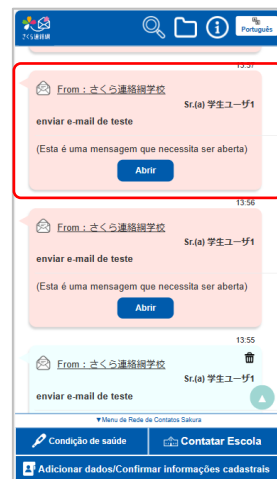 さくら連絡網
Português
13:57
From : さくら連絡網学校
Sr.(a) 学生ユーザ1
enviar e-mail de teste
(Esta é uma mensagem que necessita ser aberta)
Abrir
13:56
From : さくら連絡網学校
Sr.(a) 学生ユーザ1
enviar e-mail de teste
(Esta é uma mensagem que necessita ser aberta)
Abrir
13:55
From : さくら連絡網学校
Sr.(a) 学生ユーザ1
enviar e-mail de teste
▼Menu de Rede de Contatos Sakura
Condição de saúde
Contatar Escola
Adicionar dados/Confirmar informações cadastrais